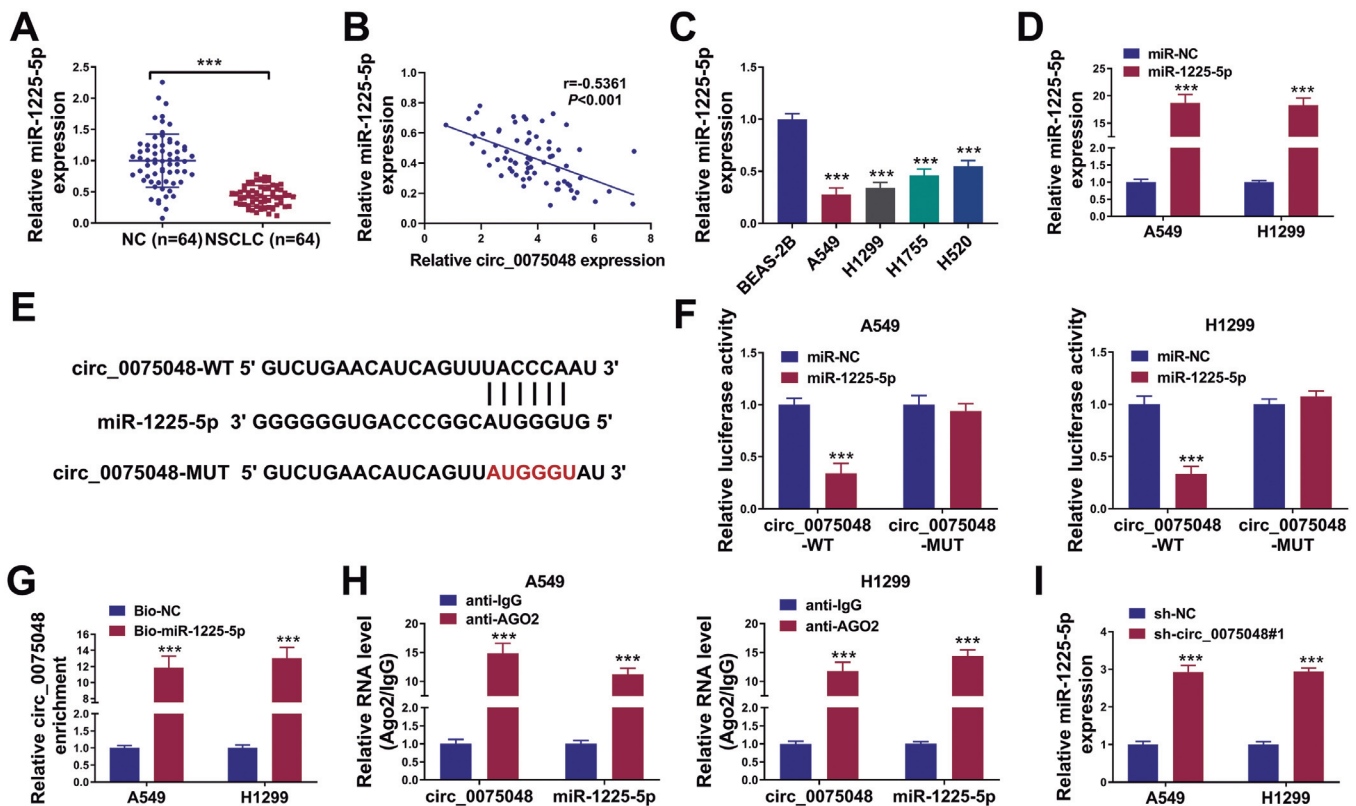 A
Relative miR-1225-5p
expression
2.5
2.0
1.5
1.0
0.5
0.0
***
NC (n=64) NSCLC (n=64)
B
Relative miR-1225-5p
expression
1.0
0.8
0.6
0.4
0.2
0.0
r=-0.5361
P<0.001
0 2 4 6 8
Relative circ_0075048 expression
C
Relative miR-1225-5p
expression
1.5
1.0
0.5
0.0
*** *** *** ***
BEAS-2B A549 H1299 H1755 H520
D
miR-NC
miR-1225-5p
Relative miR-1225-5p
expression
25
20
15
10
2.0
1.5
1.0
0.5
0.0
*** ***
A549 H1299
E
circ_0075048-WT 5' GUCUGAACAUCAGUUUACCCAAU 3'
miR-1225-5p 3' GGGGGGUGACCCGGCAUGGGUG 5'
circ_0075048-MUT 5' GUCUGAACAUCAGUUAUGGGUAU 3'
F
A549
miR-NC
miR-1225-5p
Relative luciferase activity
1.5
1.0
0.5
0.0
***
circ_0075048 circ_0075048
-WT -MUT
H1299
miR-NC
miR-1225-5p
Relative luciferase activity
1.5
1.0
0.5
0.0
***
circ_0075048 circ_0075048
-WT -MUT
G
Bio-NC
Bio-miR-1225-5p
Relative circ_0075048
enrichment
16
14
12
10
8
6
4
2.0
1.5
1.0
0.5
0.0
*** ***
A549 H1299
H
A549
anti-IgG
anti-AGO2
Relative RNA level
(Ago2/IgG)
20
15
10
2.0
1.5
1.0
0.5
0.0
*** ***
circ_0075048 miR-1225-5p
H1299
anti-IgG
anti-AGO2
Relative RNA level
(Ago2/IgG)
20
15
10
2.0
1.5
1.0
0.5
0.0
*** ***
circ_0075048 miR-1225-5p
I
sh-NC
sh-circ_0075048#1
Relative miR-1225-5p
expression
4
3
2
1
0
*** ***
A549 H1299